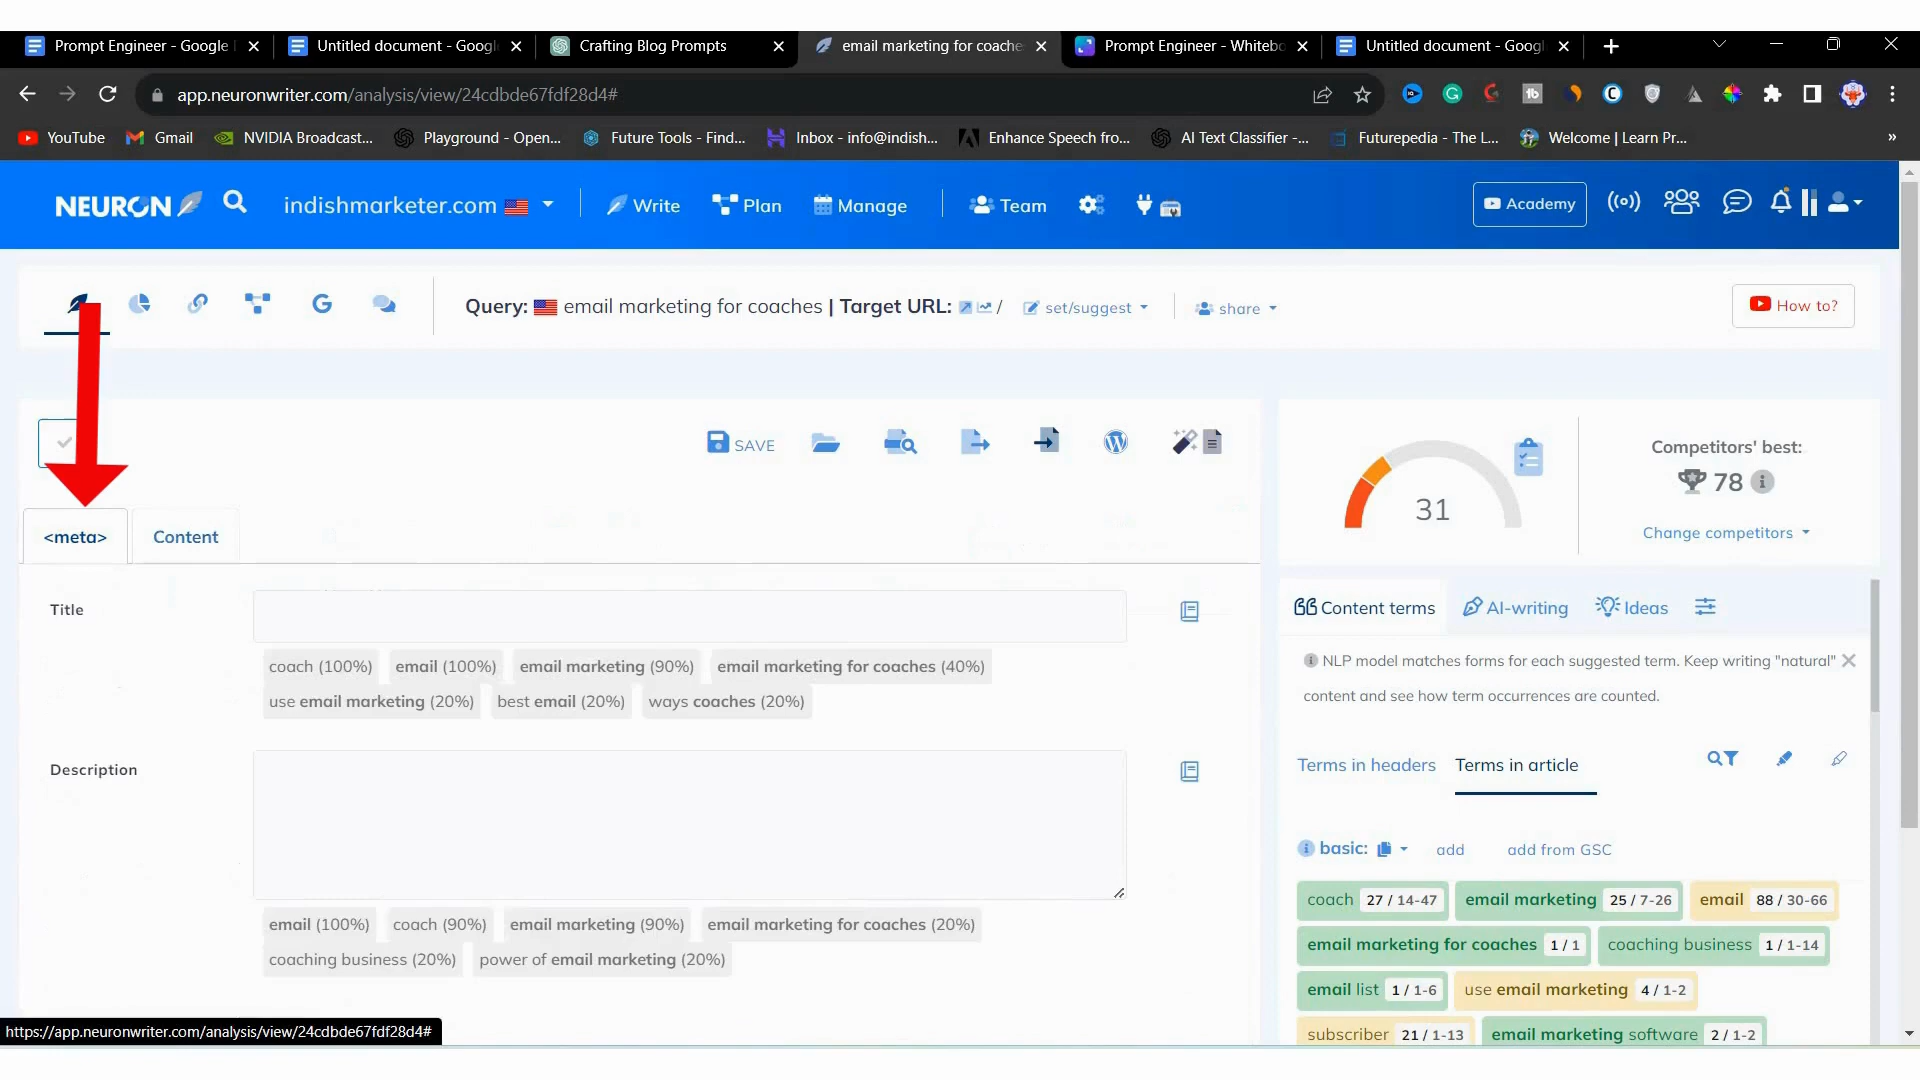 Prompt Engineer - Google
Untitled document - Googl
Crafting Blog Prompts
email marketing for coache
Prompt Engineer - Whitebo
Untitled document - Googl
app.neuronwriter.com/analysis/view/24cdbde67fdf28d4#
YouTube
Gmail
NVIDIA Broadcast...
Playground - Open...
Future Tools - Find...
Inbox - info@indish...
Enhance Speech fro...
AI Text Classifier -...
Futurepedia - The L...
Welcome | Learn Pr...
NEURON
indishmarketer.com
Write
Plan
Manage
Team
Academy
Query: email marketing for coaches | Target URL: /
set/suggest
share
How to?
SAVE
31
Competitors' best:
78
Change competitors
<meta>
Content
Title
coach (100%) email (100%) email marketing (90%) email marketing for coaches (40%)
use email marketing (20%) best email (20%) ways coaches (20%)
Description
email (100%) coach (90%) email marketing (90%) email marketing for coaches (20%)
coaching business (20%) power of email marketing (20%)
Content terms
AI-writing
Ideas
NLP model matches forms for each suggested term. Keep writing "natural"
content and see how term occurrences are counted.
Terms in headers
Terms in article
basic:
add
add from GSC
coach 27 / 14-47 email marketing 25 / 7-26 email 88 / 30-66
email marketing for coaches 1 / 1 coaching business 1 / 1-14
email list 1 / 1-6 use email marketing 4 / 1-2
subscriber 21 / 1-13 email marketing software 2 / 1-2
https://app.neuronwriter.com/analysis/view/24cdbde67fdf28d4#